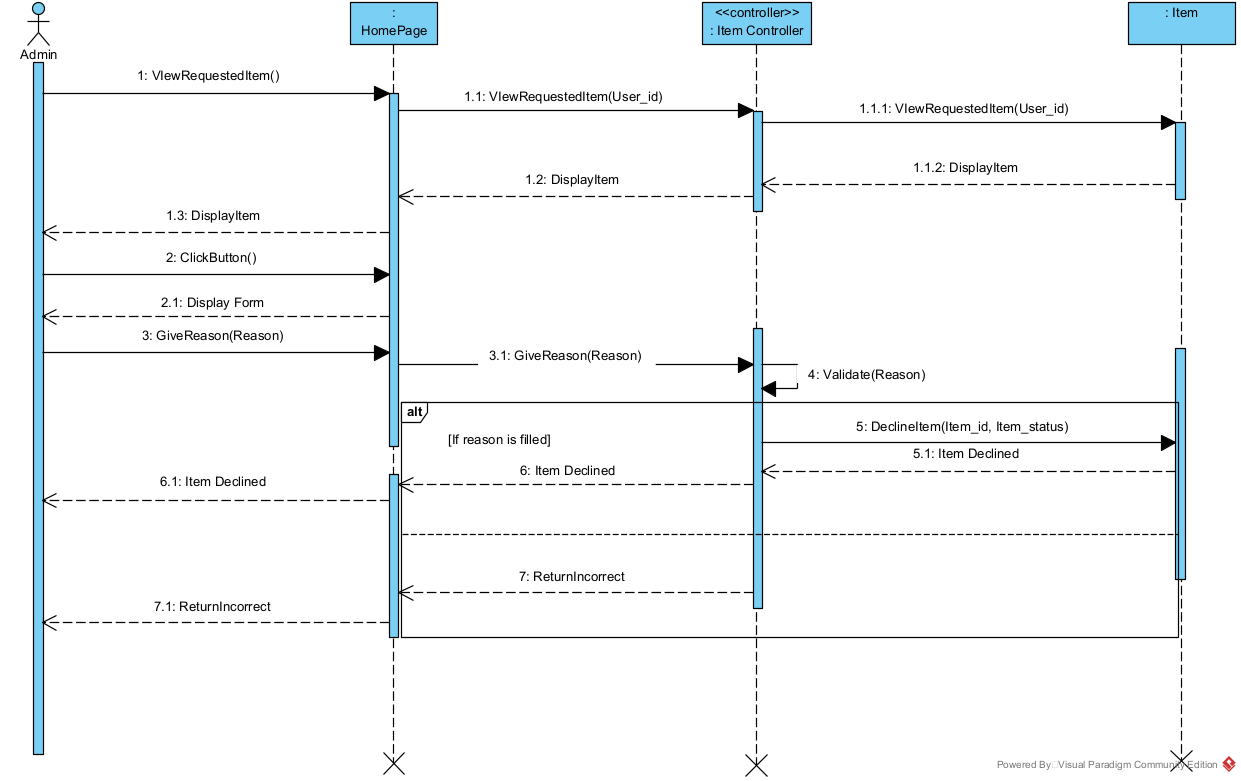 :
HomePage
<<controller>>
: Item Controller
: Item
Admin
1: VIewRequestedItem()
1.1: VIewRequestedItem(User_id)
1.1.1: VIewRequestedItem(User_id)
1.1.2: DisplayItem
1.2: DisplayItem
1.3: DisplayItem
2: ClickButton()
2.1: Display Form
3: GiveReason(Reason)
3.1: GiveReason(Reason)
4: Validate(Reason)
alt
[If reason is filled]
5: DeclineItem(Item_id, Item_status)
5.1: Item Declined
6: Item Declined
6.1: Item Declined
7: ReturnIncorrect
7.1: ReturnIncorrect
Powered By Visual Paradigm Community Edition